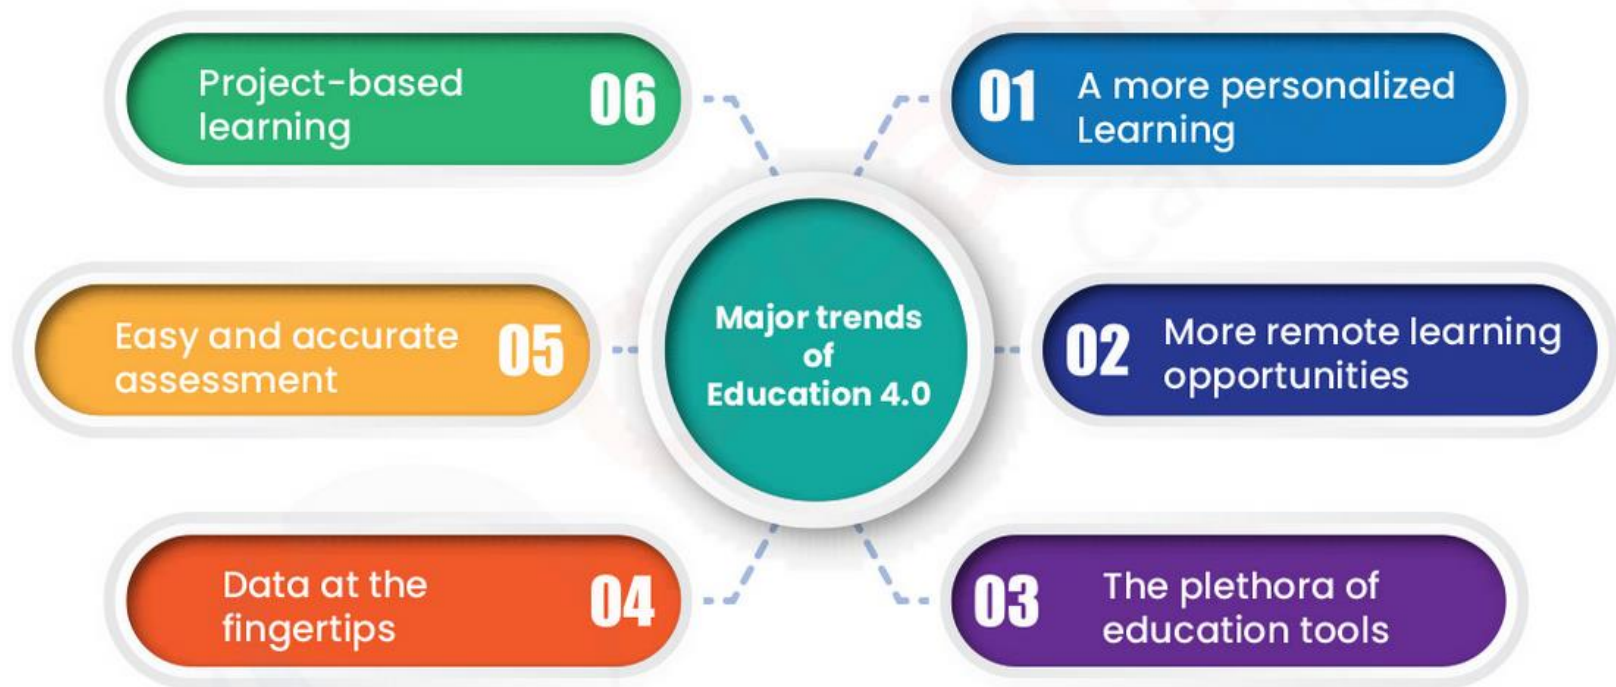 Major trends
of
Education 4.0
01
A more personalized
Learning
02
More remote learning
opportunities
03
The plethora of
education tools
04
Data at the
fingertips
05
Easy and accurate
assessment
06
Project-based
learning